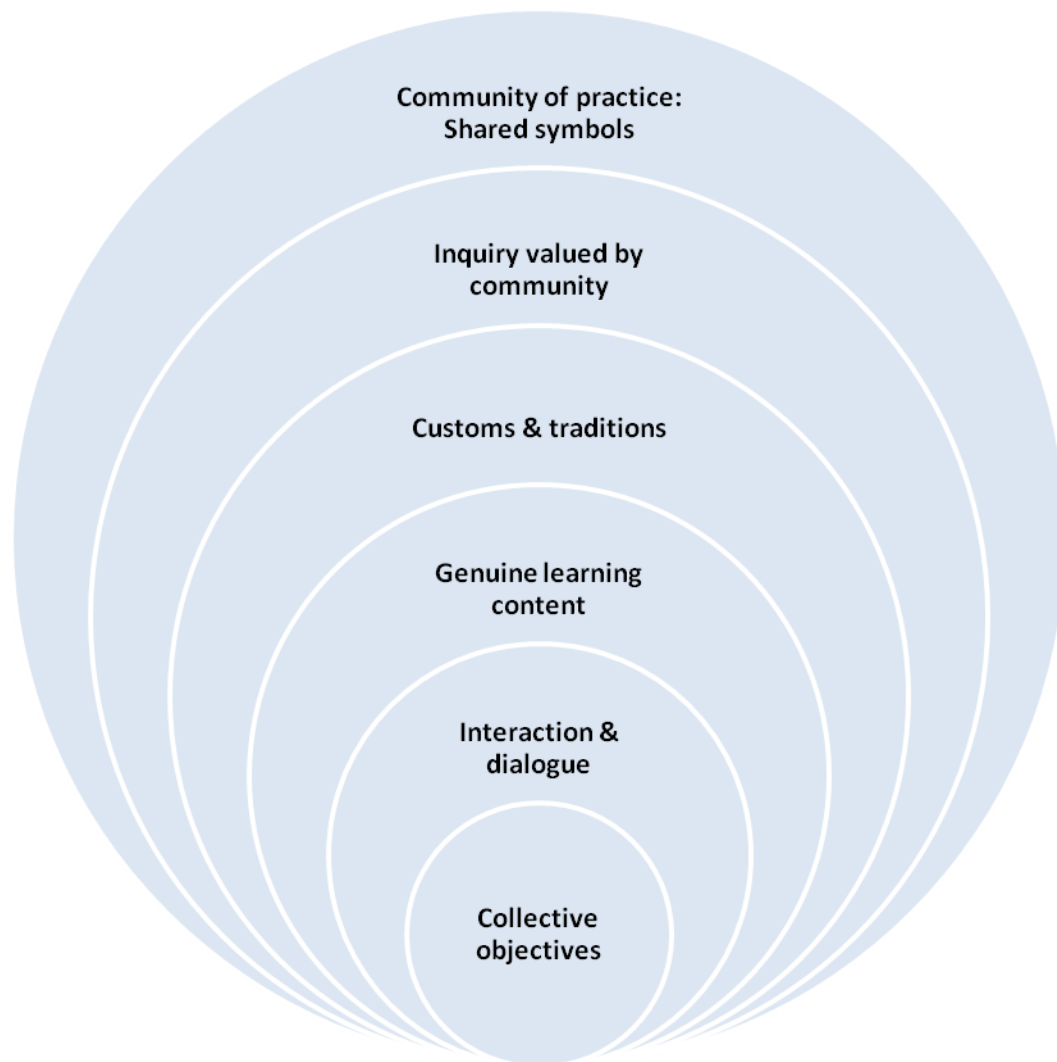 Community of practice:
Shared symbols
Inquiry valued by
community
Customs & traditions
Genuine learning
content
Interaction &
dialogue
Collective
objectives